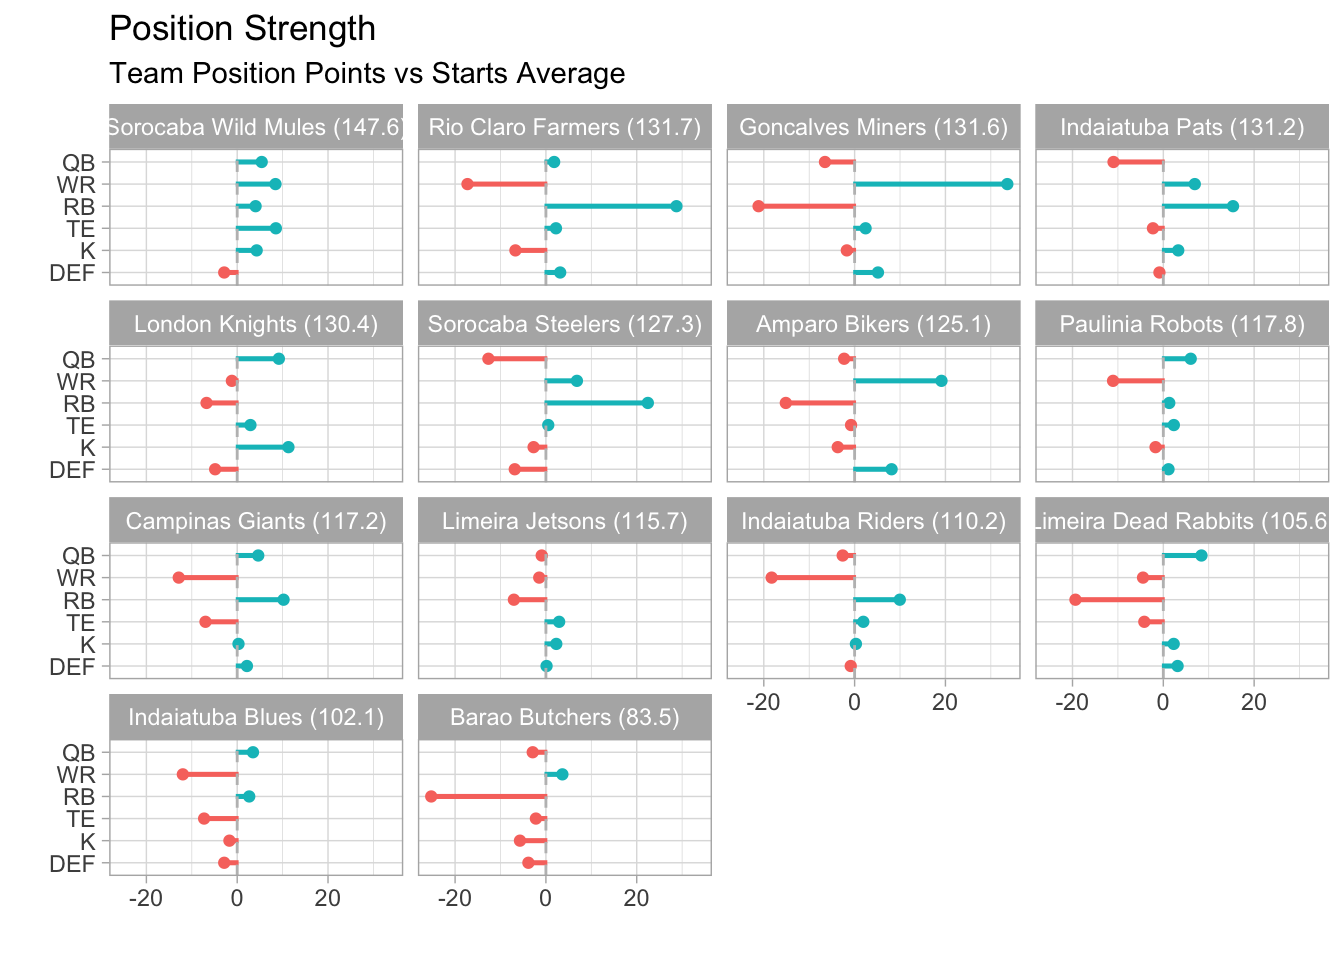 Position Strength
Team Position Points vs Starts Average
Sorocaba Wild Mules (147.6)
Rio Claro Farmers (131.7)
Goncalves Miners (131.6)
Indaiatuba Pats (131.2)
QB
WR
RB
TE
K
DEF
London Knights (130.4)
Sorocaba Steelers (127.3)
Amparo Bikers (125.1)
Paulinia Robots (117.8)
QB
WR
RB
TE
K
DEF
Campinas Giants (117.2)
Limeira Jetsons (115.7)
Indaiatuba Riders (110.2)
Limeira Dead Rabbits (105.6
QB
WR
RB
TE
K
DEF
-20 0 20
-20 0 20
Indaiatuba Blues (102.1)
Barao Butchers (83.5)
QB
WR
RB
TE
K
DEF
-20 0 20
-20 0 20